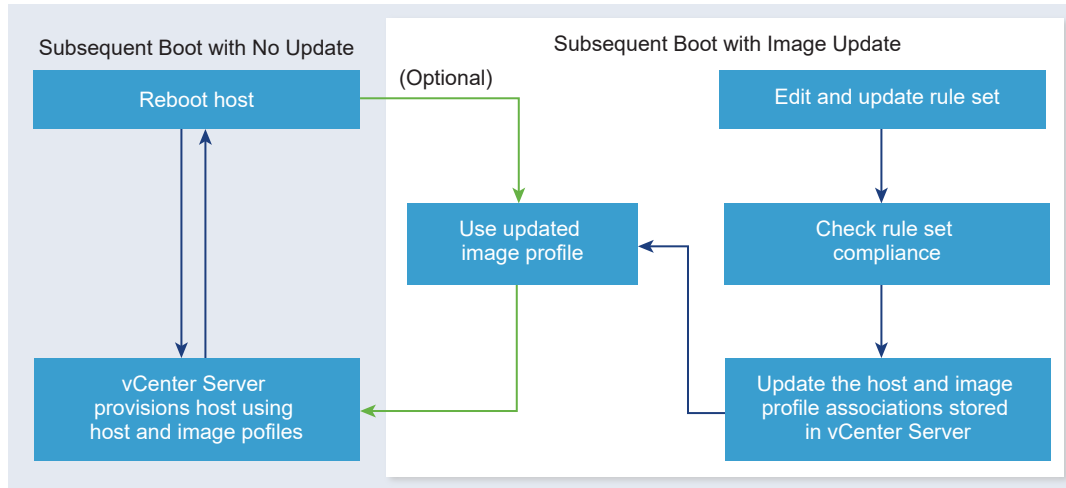 Subsequent Boot with No Update
Reboot host
vCenter Server
provisions host using
host and image pofiles
Subsequent Boot with Image Update
(Optional)
Use updated
image profile
Edit and update rule set
Check rule set
compliance
Update the host and image
profile associations stored
in vCenter Server